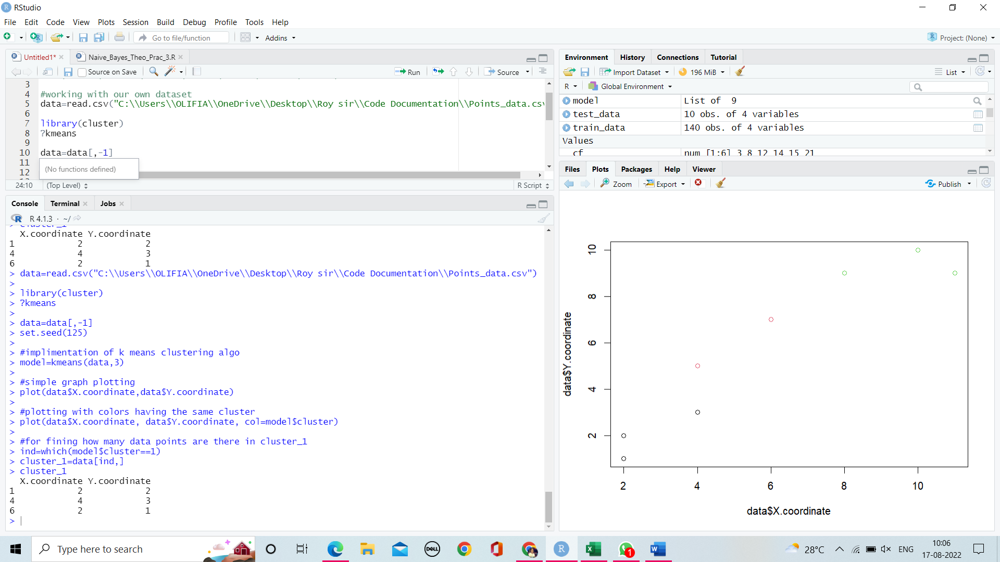 RStudio
File Edit Code View Plots Session Build Debug Profile Tools Help
Go to file/function Addins Project: (None)
Untitled1* Naive_Bayes_Theo_Prac_3.R
Source on Save Run Source
3
4 #working with our own dataset
5 data=read.csv("C:\\Users\\OLIFIA\\OneDrive\\Desktop\\Roy sir\\Code Documentation\\Points_data.csv
6
7 library(cluster)
8 ?kmeans
9
10 data=data[,-1]
11
12
(No functions defined)
24:10 (Top Level) R Script
Console Terminal Jobs
R 4.1.3 · ~/
> cluster_1
X.coordinate Y.coordinate
1 2 2
4 4 3
6 2 1
> data=read.csv("C:\\Users\\OLIFIA\\OneDrive\\Desktop\\Roy sir\\Code Documentation\\Points_data.csv")
>
> library(cluster)
> ?kmeans
>
> data=data[,-1]
> set.seed(125)
>
> #implimentation of k means clustering algo
> model=kmeans(data,3)
>
> #simple graph plotting
> plot(data$X.coordinate,data$Y.coordinate)
>
> #plotting with colors having the same cluster
> plot(data$X.coordinate, data$Y.coordinate, col=model$cluster)
>
> #for fining how many data points are there in cluster_1
> ind=which(model$cluster==1)
> cluster_1=data[ind,]
> cluster_1
X.coordinate Y.coordinate
1 2 2
4 4 3
6 2 1
>
Environment History Connections Tutorial
Import Dataset 196 MiB List
R Global Environment
model List of 9
test_data 10 obs. of 4 variables
train_data 140 obs. of 4 variables
Values
cf num [1:6] 3 8 12 14 15 21
Files Plots Packages Help Viewer
Zoom Export Publish
10
8
6
4
2
data$Y.coordinate
2 4 6 8 10
data$X.coordinate
Type here to search
DELL
1
28°C ENG
10:06
17-08-2022